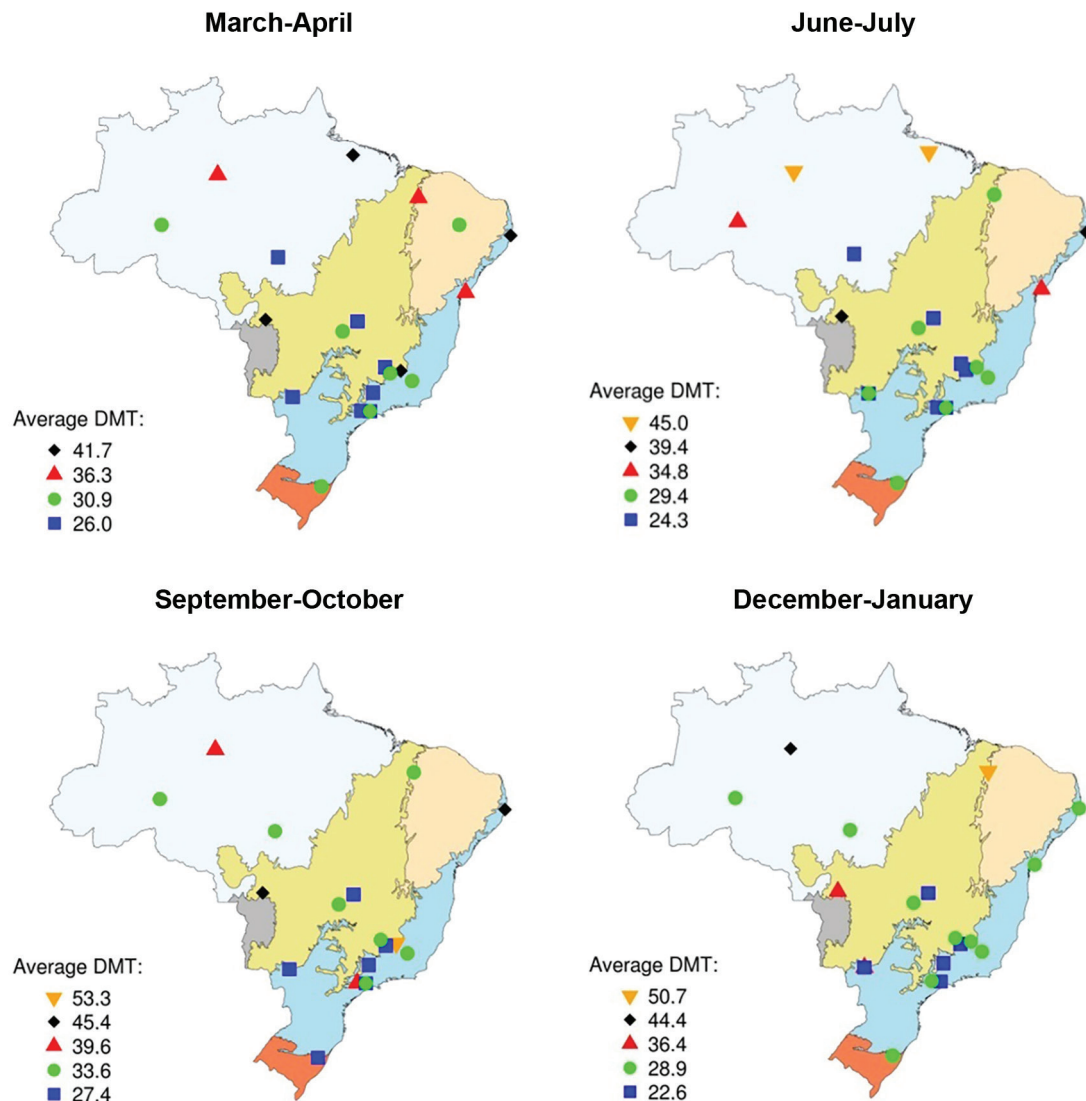 March-April
Average DMT:
41.7
36.3
30.9
26.0
June-July
Average DMT:
45.0
39.4
34.8
29.4
24.3
September-October
Average DMT:
53.3
45.4
39.6
33.6
27.4
December-January
Average DMT:
50.7
44.4
36.4
28.9
22.6